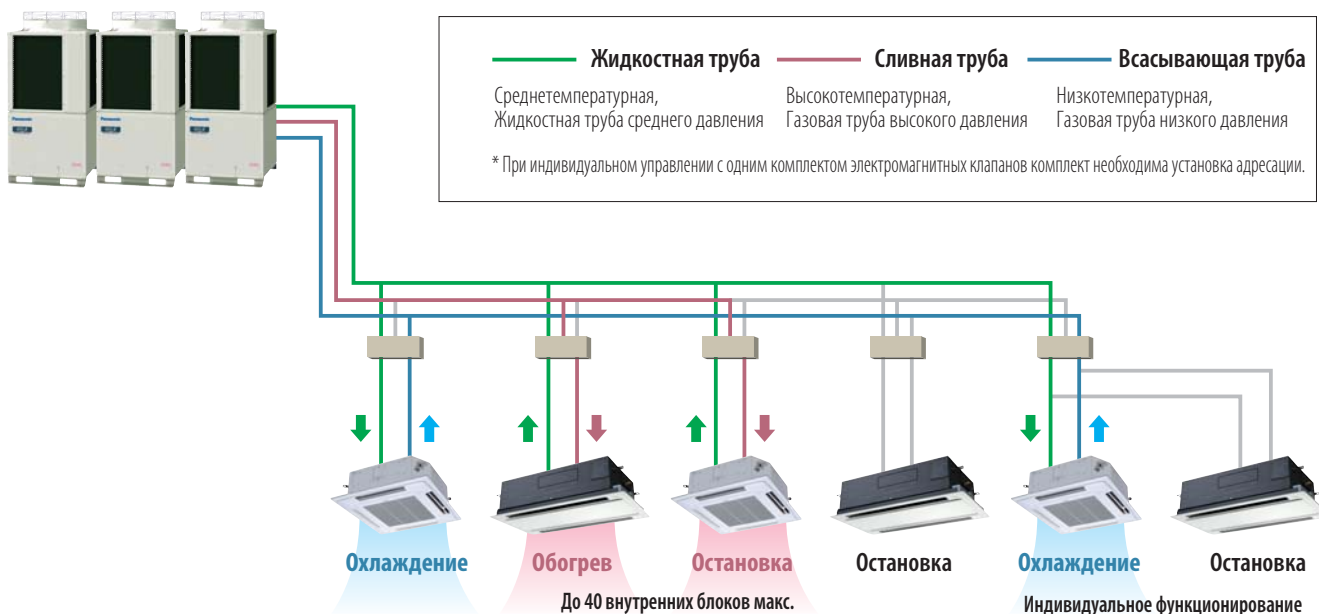 Жидкостная труба
Сливная труба
Всасывающая труба
Среднетемпературная,
Жидкостная труба среднего давления
Высокотемпературная,
Газовая труба высокого давления
Низкотемпературная,
Газовая труба низкого давления
* При индивидуальном управлении с одним комплектом электромагнитных клапанов комплект необходима установка адресации.
Panasonic
Охлаждение
Обогрев
Остановка
Остановка
Охлаждение
Остановка
До 40 внутренних блоков макс.
Индивидуальное функционирование